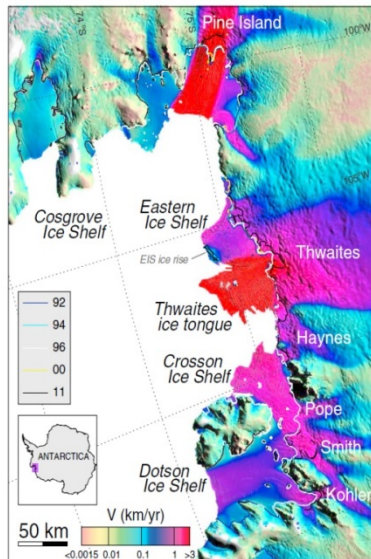 Pine Island
74°S
75°S
100°W
105°W
Cosgrove
Ice Shelf
Eastern
Ice Shelf
EIS ice rise
Thwaites
Thwaites
ice tongue
Haynes
Crosson
Ice Shelf
Pope
Smith
Dotson
Ice Shelf
Kohler
92
94
96
00
11
ANTARCTICA
50 km
V (km/yr)
<0.0015 0.01 0.1 1 >3